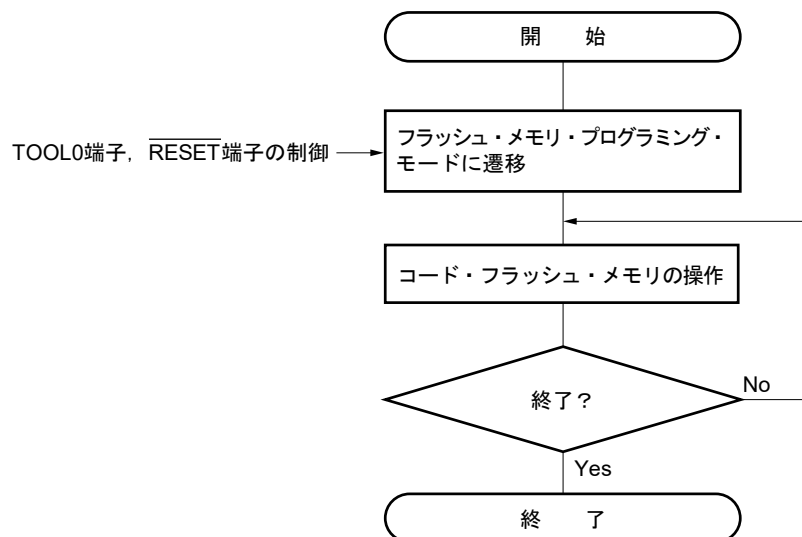 開 始
TOOL0端子, RESET端子の制御
フラッシュ・メモリ・プログラミング・
モードに遷移
コード・フラッシュ・メモリの操作
終了?
No
Yes
終 了